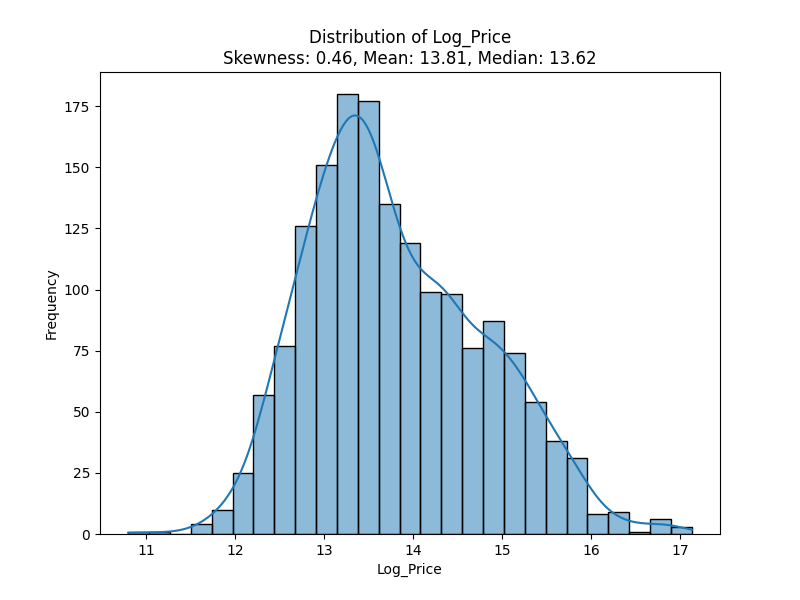 Distribution of Log_Price
Skewness: 0.46, Mean: 13.81, Median: 13.62
175
150
125
100
75
50
25
0
Frequency
11 12 13 14 15 16 17
Log_Price